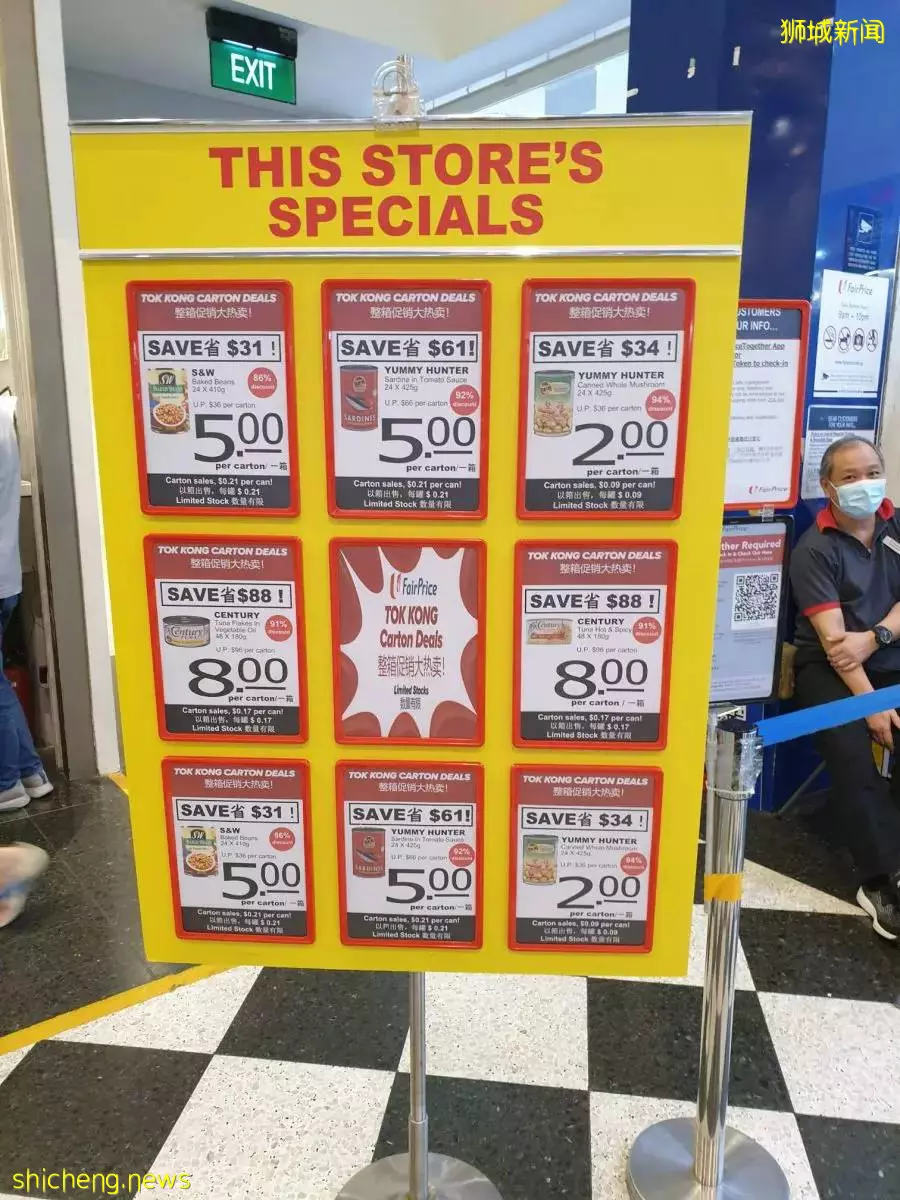 狮城新闻
EXIT
THIS STORE'S
SPECIALS
TOK KONG CARTON DEALS
整箱促销大热卖!
SAVE省 $31 !
S&W
Baked Beans
24 X 410g
86%
discount
U.P. $36 per carton
5.00
per carton/一箱
Carton sales, $0.21 per can!
以箱出售, 每罐 $ 0.21
Limited Stock 数量有限
TOK KONG CARTON DEALS
整箱促销大热卖!
SAVE省 $61!
YUMMY HUNTER
Sardine in Tomato Sauce
24 X 425g
92%
discount
U.P. $66 per carton
SARDINES
5.00
per carton/一箱
Carton sales, $0.21 per can!
以箱出售, 每罐 $ 0.21
Limited Stock 数量有限
TOK KONG CARTON DEALS
整箱促销大热卖!
SAVE省 $34 !
YUMMY HUNTER
Canned Whole Mushroom
24 X 425g
94%
discount
U.P. $36 per carton
2.00
per carton/一箱
Carton sales, $0.09 per can!
以箱出售, 每罐 $ 0.09
Limited Stock 数量有限
TOK KONG CARTON DEALS
整箱促销大热卖!
SAVE省$88 !
CENTURY
Tuna Flakes In
Vegetable Oil
48 X 180g
91%
discount
Century
U.P. $96 per carton
8.00
per carton/一箱
Carton sales, $0.17 per can!
以箱出售, 每罐 $ 0.17
Limited Stock 数量有限
FairPrice
TOK KONG
Carton Deals
整箱促销大热卖!
Limited Stocks
数量有限
TOK KONG CARTON DEALS
整箱促销大热卖!
SAVE省$88 !
CENTURY
Tuna Hot & Spicy
48 X 180g
91%
discount
Century
U.P. $96 per carton
8.00
per carton/一箱
Carton sales, $0.17 per can!
以箱出售, 每罐 $ 0.17
Limited Stock 数量有限
TOK KONG CARTON DEALS
整箱促销大热卖!
SAVE省 $31 !
S&W
Baked Beans
24 X 410g
86%
discount
U.P. $36 per carton
5.00
per carton/一箱
Carton sales, $0.21 per can!
以箱出售, 每罐 $ 0.21
Limited Stock 数量有限
TOK KONG CARTON DEALS
整箱促销大热卖!
SAVE省 $61!
YUMMY HUNTER
Sardine in Tomato Sauce
24 X 425g
92%
discount
U.P. $66 per carton
SARDINES
5.00
per carton/一箱
Carton sales, $0.21 per can!
以箱出售, 每罐 $ 0.21
Limited Stock 数量有限
TOK KONG CARTON DEALS
整箱促销大热卖!
SAVE省 $34 !
YUMMY HUNTER
Canned Whole Mushroom
24 X 425g
94%
discount
U.P. $36 per carton
2.00
per carton/一箱
Carton sales, $0.09 per can!
以箱出售, 每罐 $ 0.09
Limited Stock 数量有限
FairPrice
9am - 10pm
STOMERS
UR INFO...
Together App
or
oken to check-in
FairPrice
FairPrice
ther Required
shicheng.news